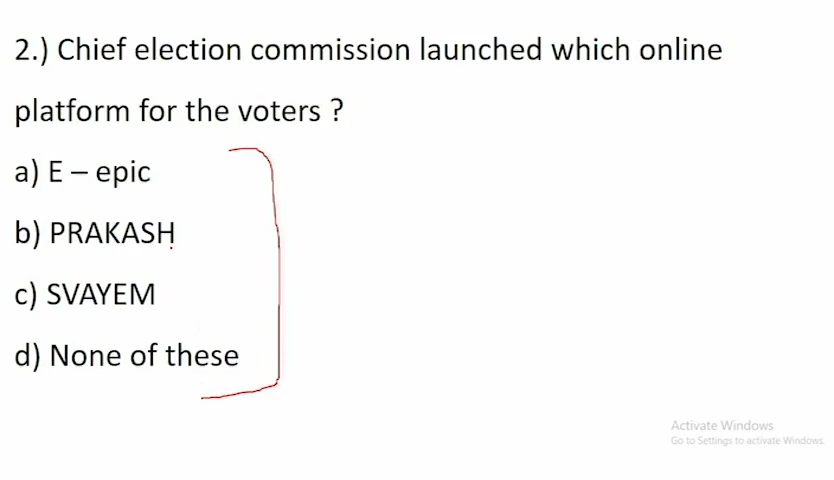 2.) Chief election commission launched which online
platform for the voters ?
a) E – epic
b) PRAKASH
c) SVAYEM
d) None of these
Activate Windows
Go to Settings to activate Windows.